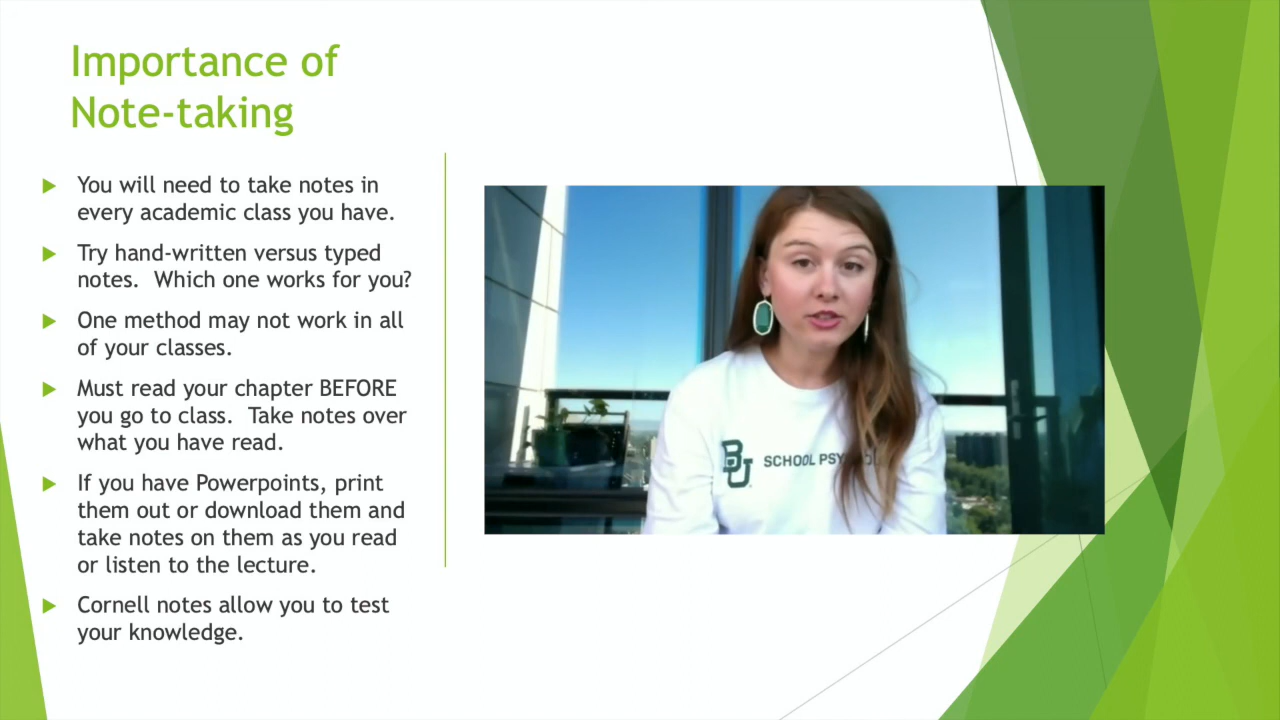 Importance of
Note-taking
You will need to take notes in
every academic class you have.
Try hand-written versus typed
notes.  Which one works for you?
One method may not work in all
of your classes.
Must read your chapter BEFORE
you go to class.  Take notes over
what you have read.
If you have Powerpoints, print
them out or download them and
take notes on them as you read
or listen to the lecture.
Cornell notes allow you to test
your knowledge.
BU SCHOOL